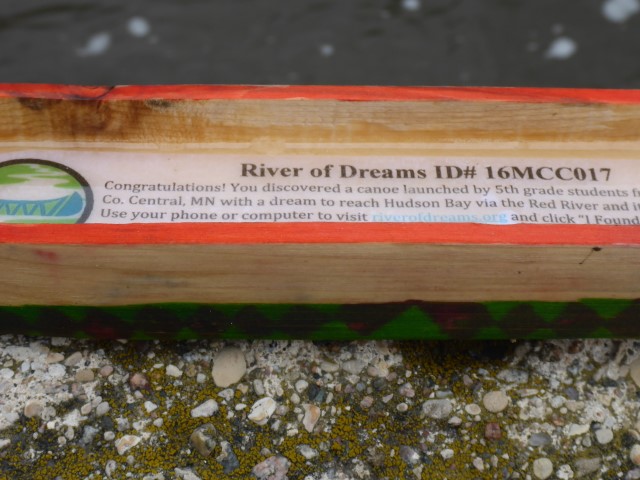 River of Dreams ID# 16MCC017
Congratulations! You discovered a canoe launched by 5th grade students
Co. Central, MN with a dream to reach Hudson Bay via the Red River and
Use your phone or computer to visit riverofdreams.org and click "I Found